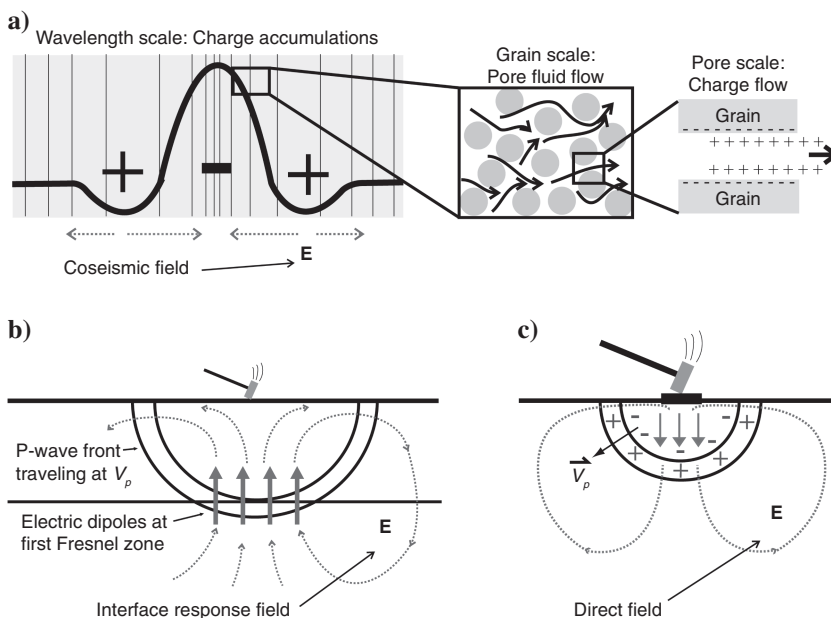 a)
Wavelength scale: Charge accumulations
+
−
+
Coseismic field
E
Grain scale:
Pore fluid flow
Pore scale:
Charge flow
Grain
- - - - - - - - - - - -
+ + + + + + + +
+ + + + + + + +
- - - - - - - - - - - -
Grain
b)
P-wave front
traveling at Vp
Electric dipoles at
first Fresnel zone
E
Interface response field
c)
+ - - +
+ - - +
+ - +
+
Vp
E
Direct field